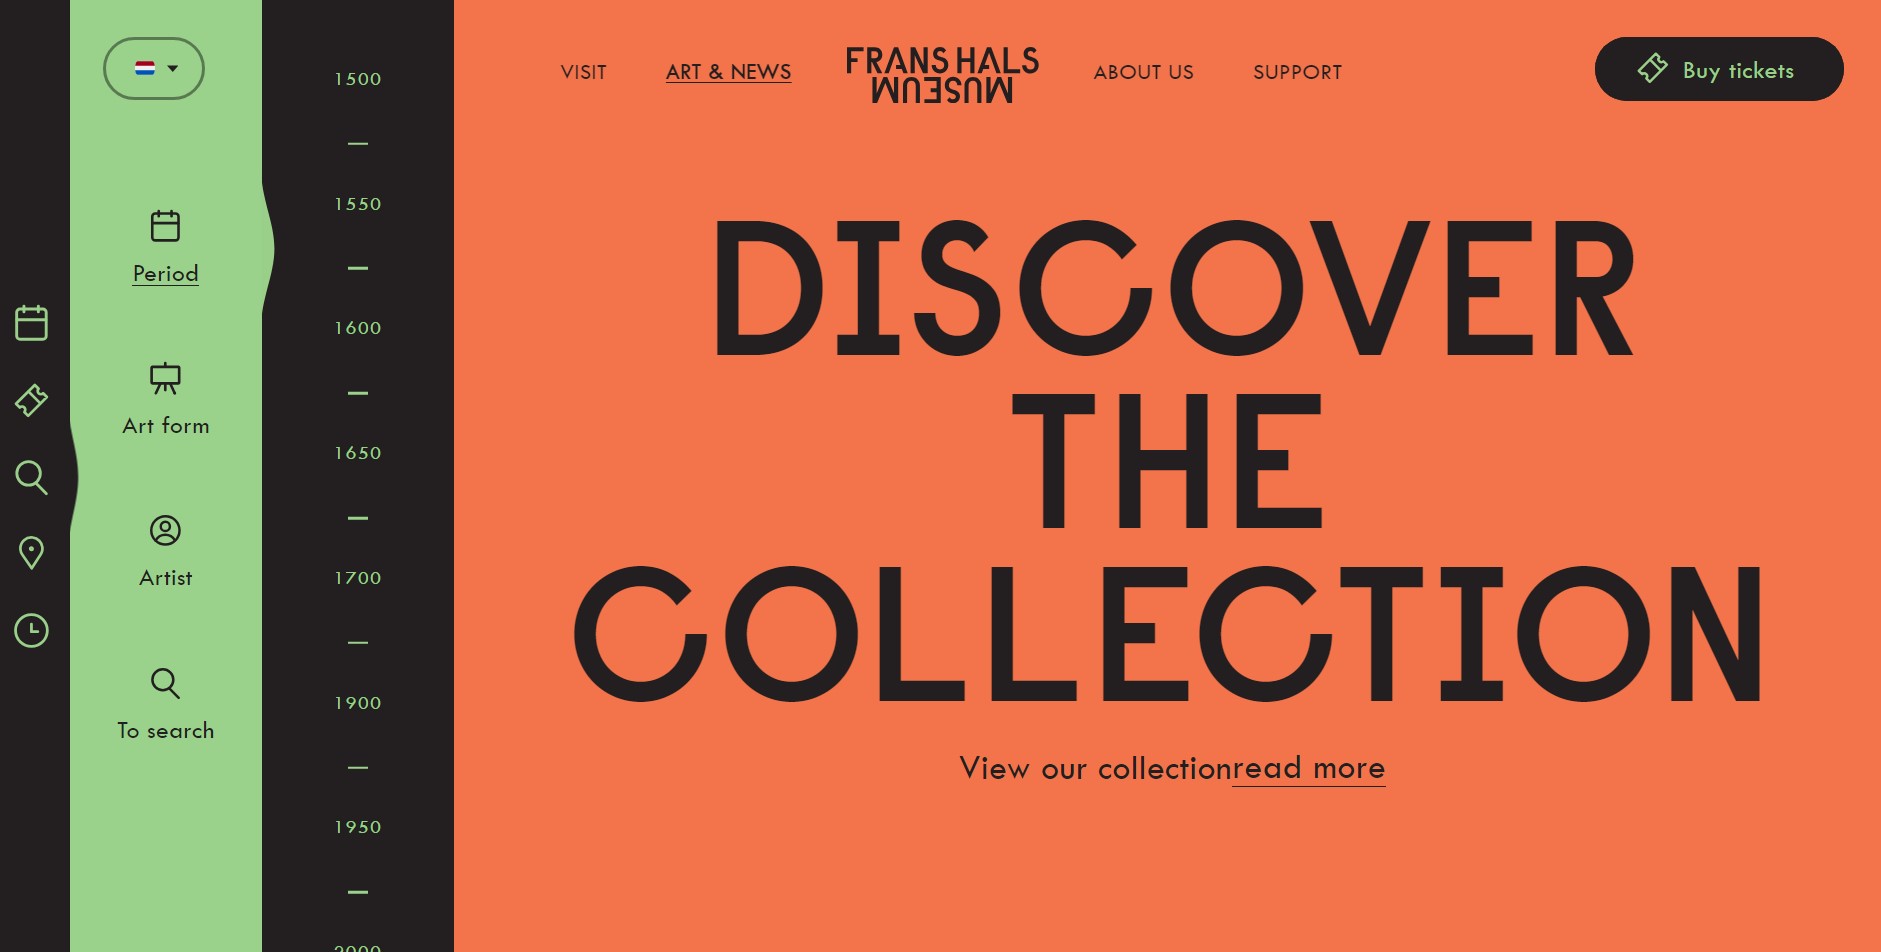 Period
Art form
Artist
To search
1500
1550
1600
1650
1700
1900
1950
2000
VISIT
ART & NEWS
FRANS HALS
MUSEUM
ABOUT US
SUPPORT
Buy tickets
DISCOVER
THE
COLLECTION
View our collectionread more